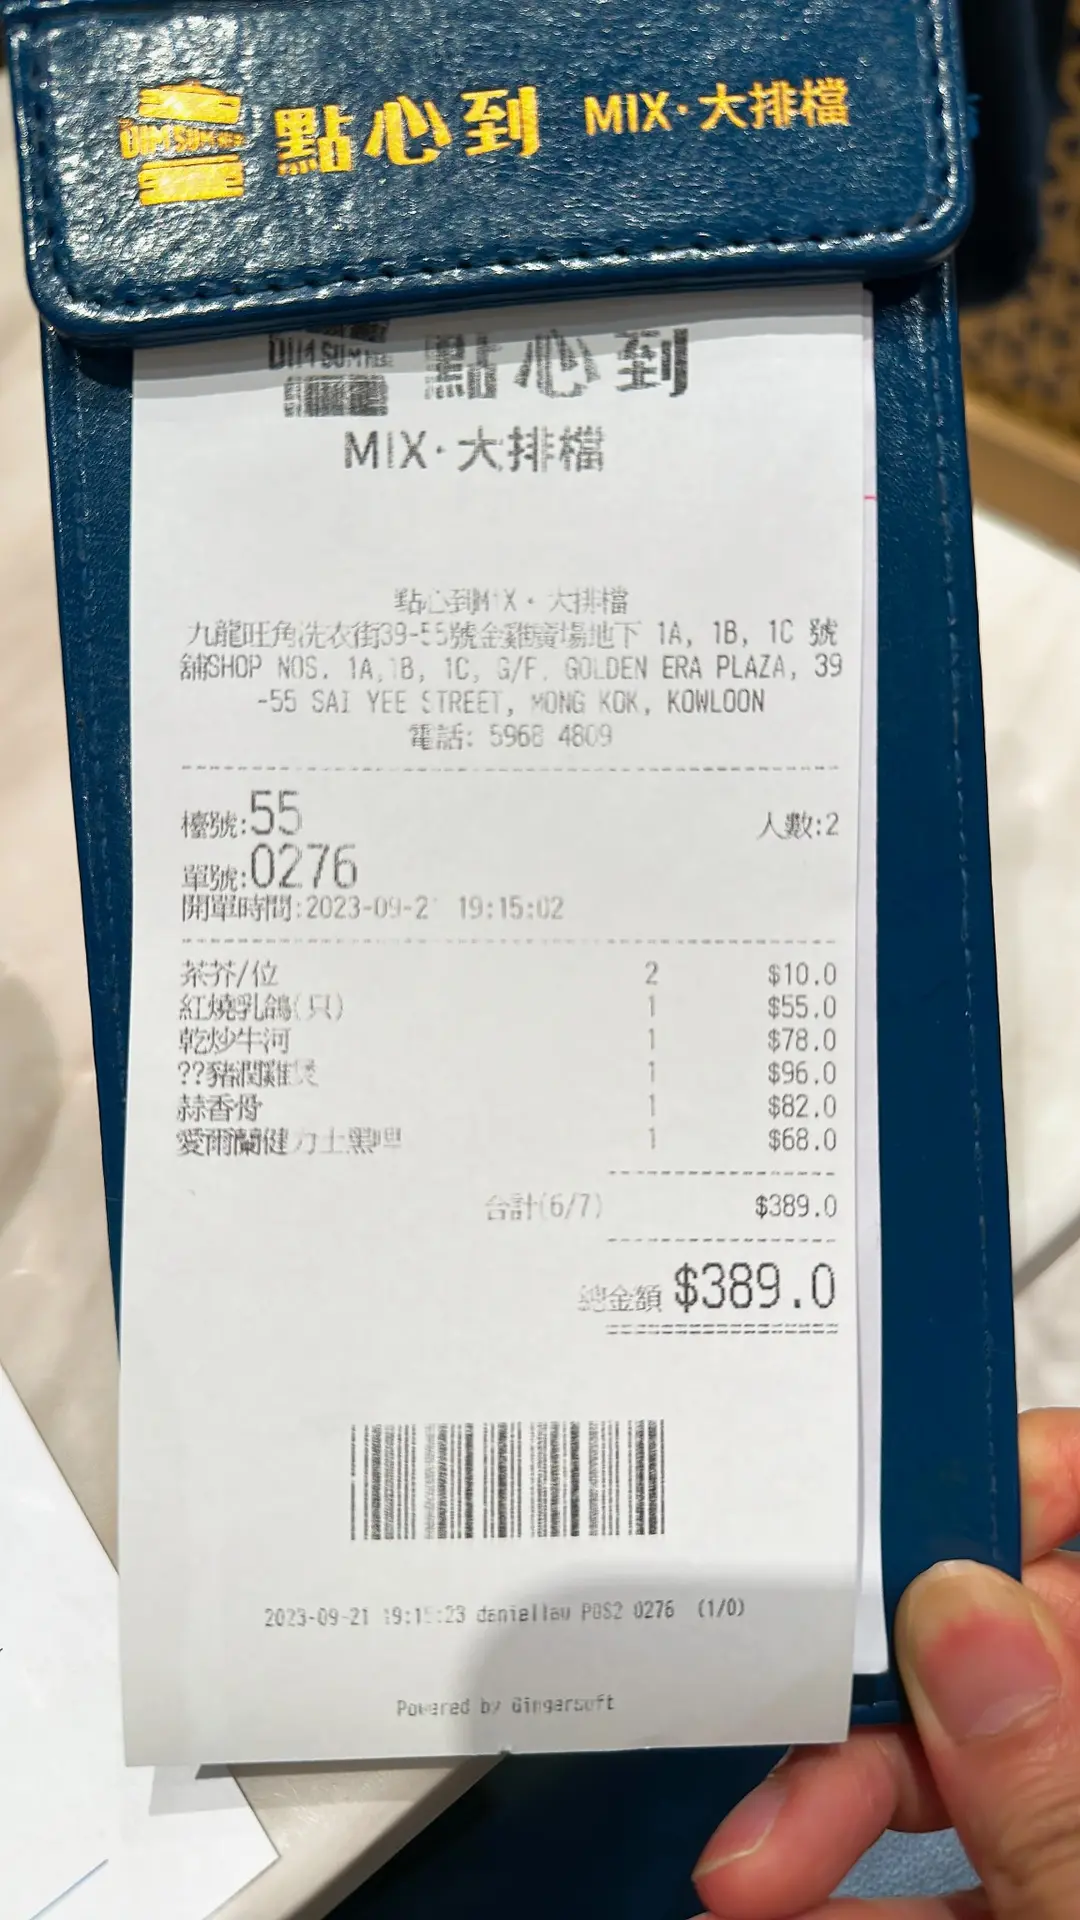 點心到 MIX·大排檔
DIM SUM HERE
DIM SUM HERE 點心到
MIX·大排檔
點心到MIX·大排檔
九龍旺角洗衣街39-55號金雞廣場地下 1A, 1B, 1C 號
舖SHOP NOS. 1A,1B, 1C, G/F. GOLDEN ERA PLAZA, 39
-55 SAI YEE STREET, MONG KOK, KOWLOON
電話: 5968 4809
檯號:55 人數:2
單號:0276
開單時間:2023-09-21 19:15:02
茶芥/位 2 $10.0
紅燒乳鴿(只) 1 $55.0
乾炒牛河 1 $78.0
??豬潤雞煲 1 $96.0
蒜香骨 1 $82.0
愛爾蘭健力士黑啤 1 $68.0
台計(6/7) $389.0
總金額 $389.0
2023-09-21 19:15:23 daniellau POS2 0276 (1/0)
Powered by Gingersoft